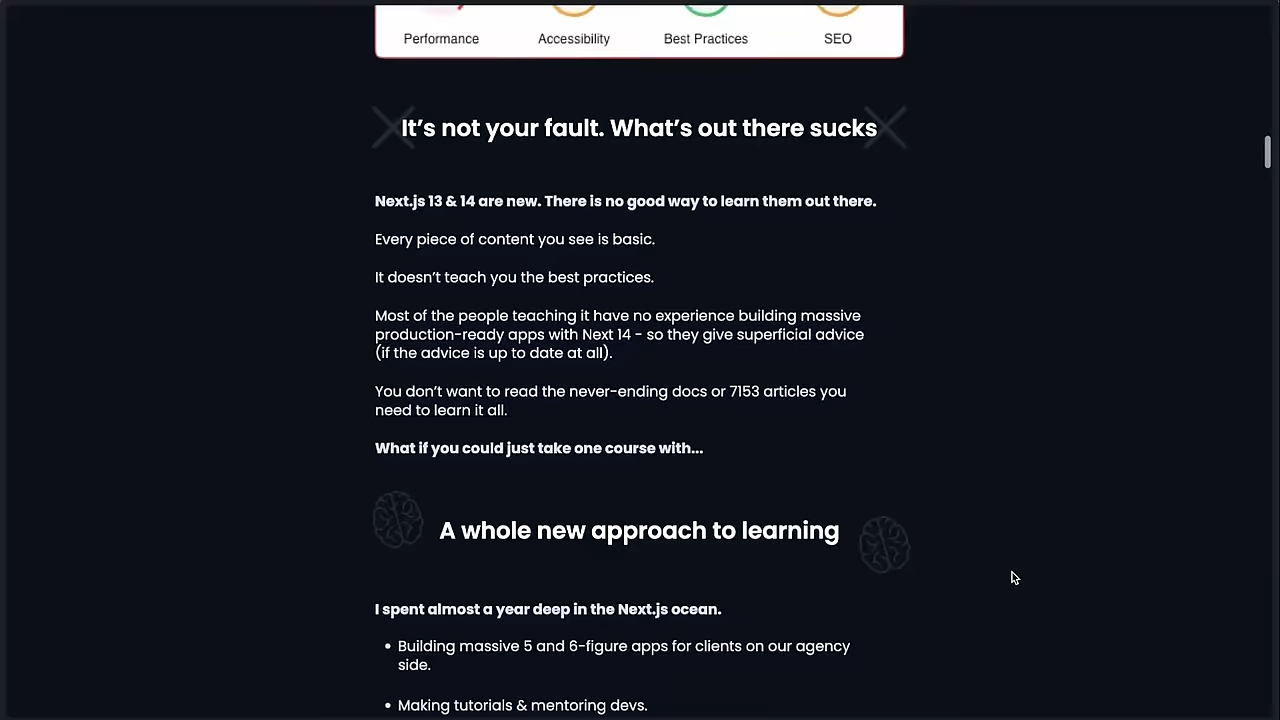 Performance Accessibility Best Practices SEO
It’s not your fault. What’s out there sucks
Next.js 13 & 14 are new. There is no good way to learn them out there.
Every piece of content you see is basic.
It doesn’t teach you the best practices.
Most of the people teaching it have no experience building massive
production-ready apps with Next 14 - so they give superficial advice
(if the advice is up to date at all).
You don’t want to read the never-ending docs or 7153 articles you
need to learn it all.
What if you could just take one course with...
A whole new approach to learning
I spent almost a year deep in the Next.js ocean.
• Building massive 5 and 6-figure apps for clients on our agency
side.
• Making tutorials & mentoring devs.